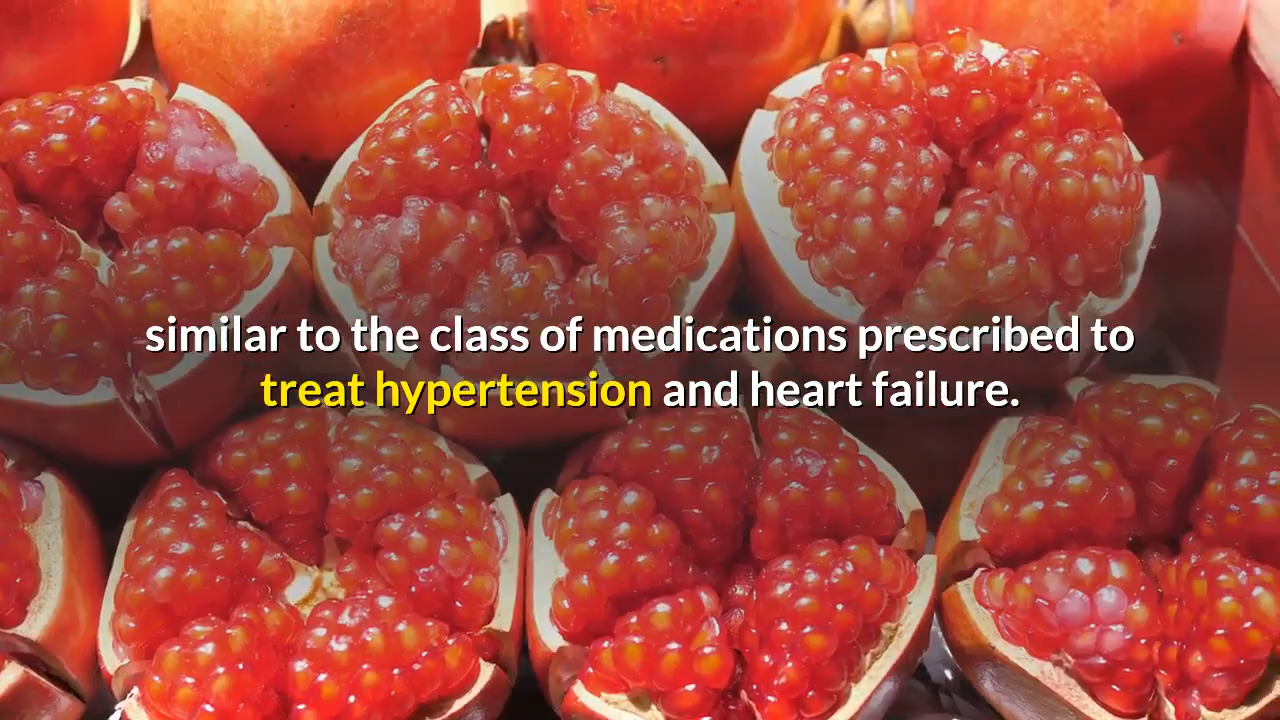 similar to the class of medications prescribed to
treat hypertension and heart failure.